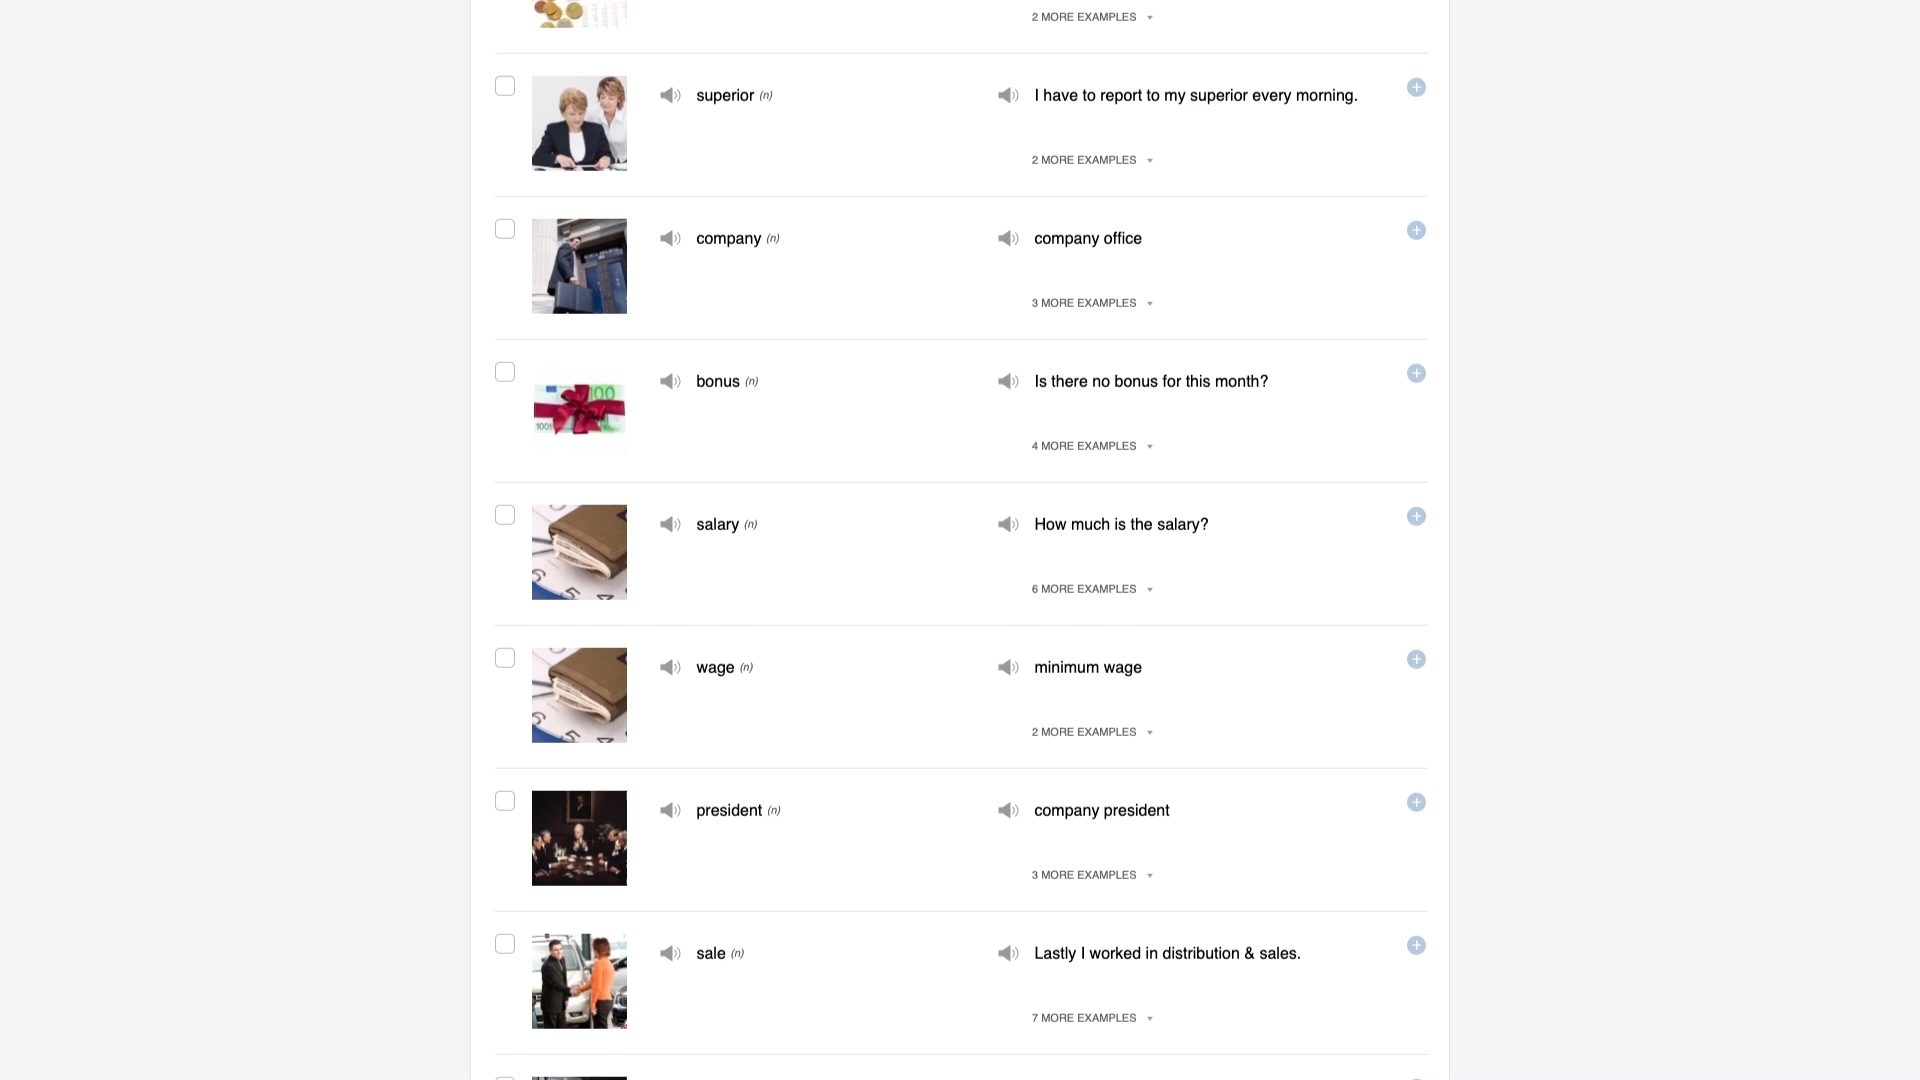 2 MORE EXAMPLES
superior (n)
I have to report to my superior every morning.
2 MORE EXAMPLES
company (n)
company office
3 MORE EXAMPLES
bonus (n)
Is there no bonus for this month?
4 MORE EXAMPLES
salary (n)
How much is the salary?
6 MORE EXAMPLES
wage (n)
minimum wage
2 MORE EXAMPLES
president (n)
company president
3 MORE EXAMPLES
sale (n)
Lastly I worked in distribution & sales.
7 MORE EXAMPLES